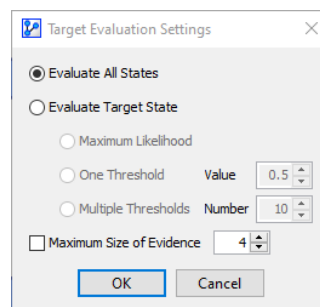 Target Evaluation Settings
Evaluate All States
Evaluate Target State
Maximum Likelihood
One Threshold Value 0.5
Multiple Thresholds Number 10
Maximum Size of Evidence 4
OK Cancel